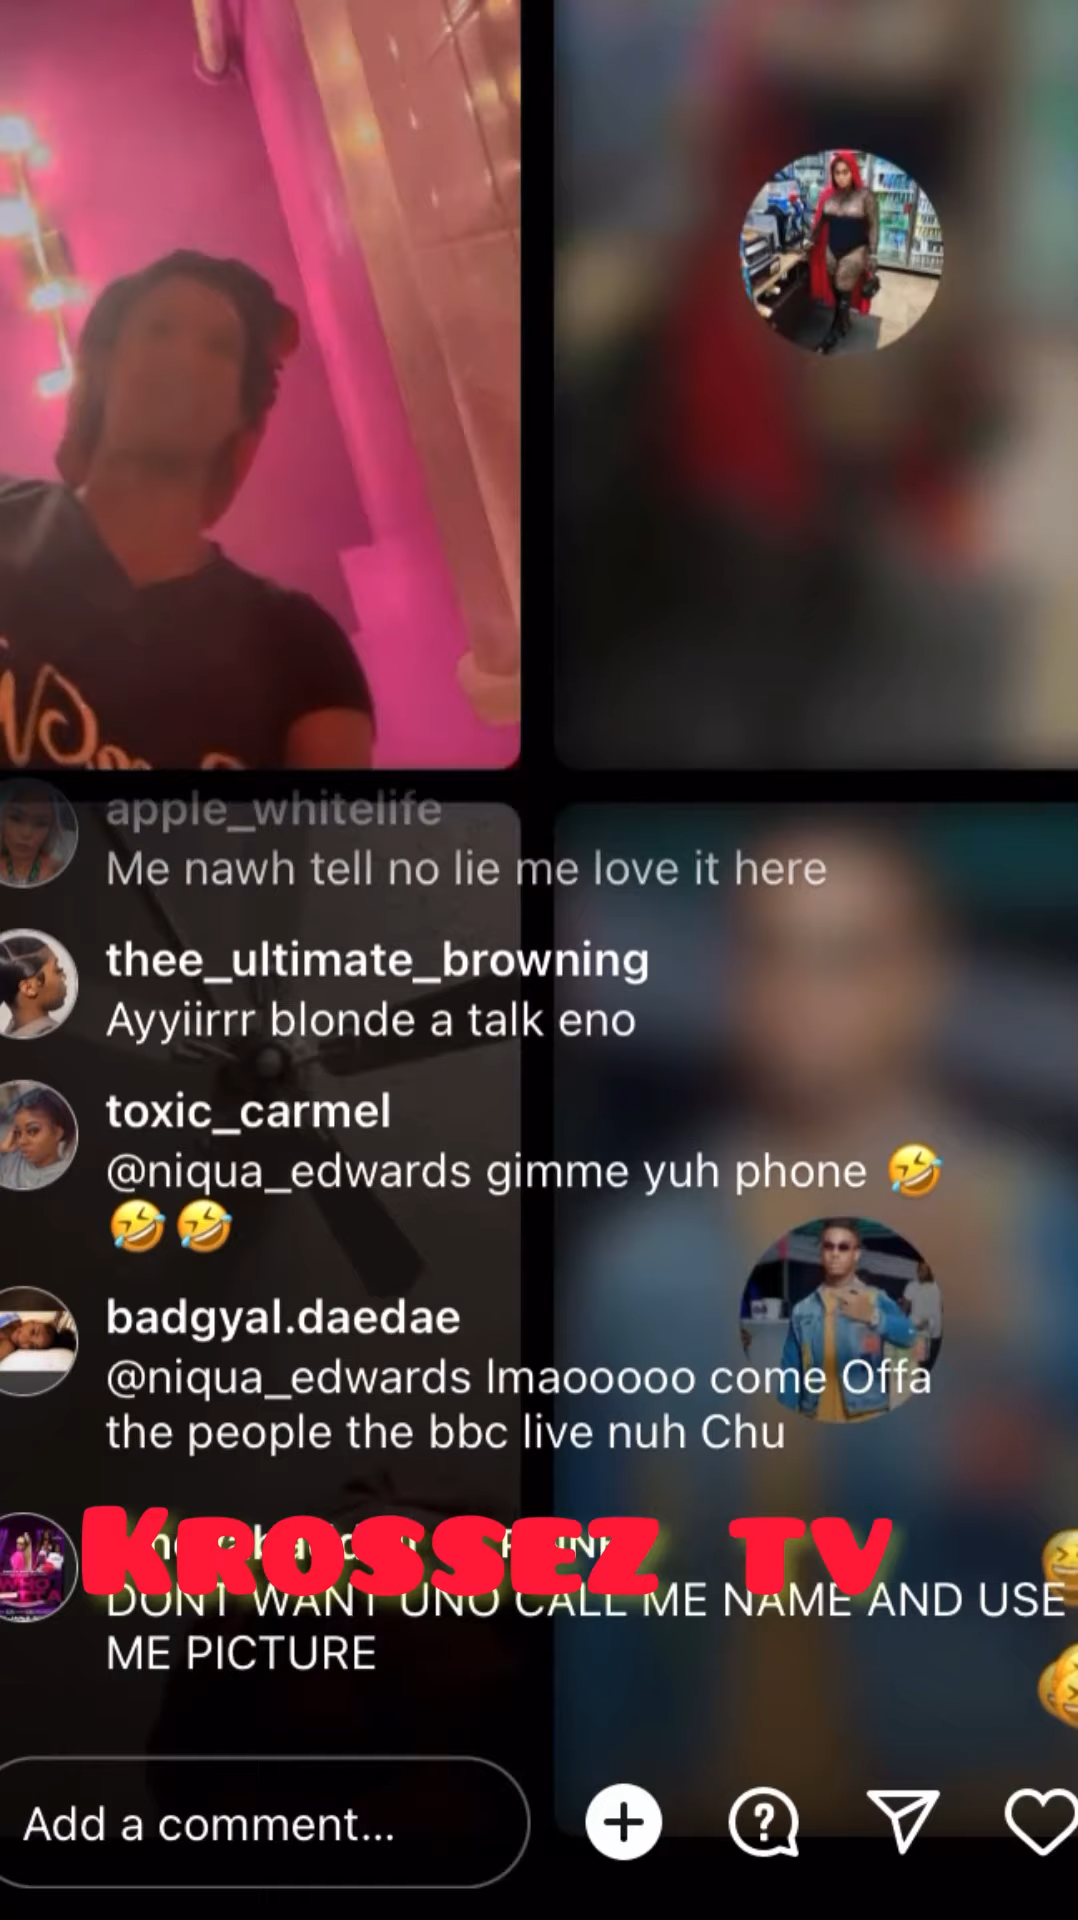 apple_whitelife
Me nawh tell no lie me love it here
thee_ultimate_browning
Ayyiirrr blonde a talk eno
toxic_carmel
@niqua_edwards gimme yuh phone 🤣
🤣🤣
badgyal.daedae
@niqua_edwards lmaooooo come Offa
the people the bbc live nuh Chu
KROSSEZ TV
DONT WANT UNO CALL ME NAME AND USE
ME PICTURE
Add a comment...